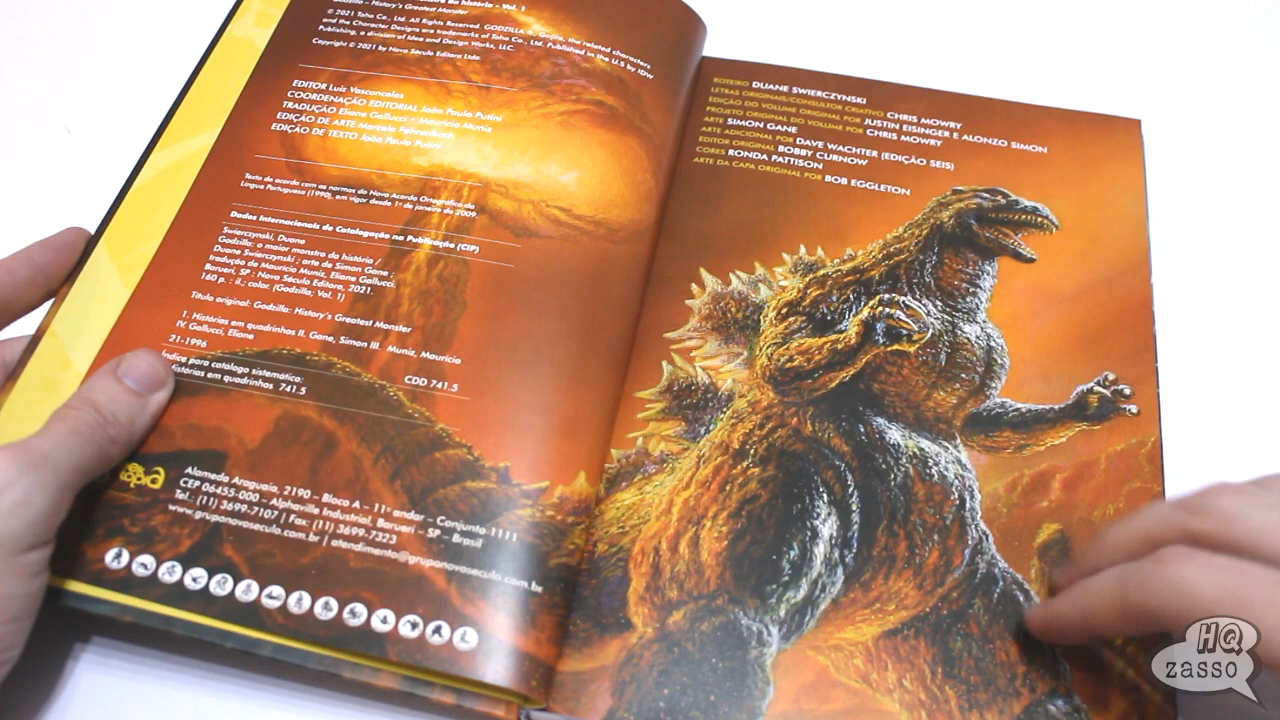 da história - Vol. 1
Godzilla - History's Greatest Monster
© 2021 Toho Co., Ltd. All Rights Reserved. GODZILLA ®, Gojira, the related characters
and the Character Designs are trademarks of Toho Co., Ltd. Published in the U.S by IDW
Publishing, a division of Idea and Design Works, LLC.
Copyright © 2021 by Novo Século Editora Ltda.
EDITOR Luiz Vasconcelos
COORDENAÇÃO EDITORIAL João Paulo Putini
TRADUÇÃO Eliane Gallucci • Maurício Muniz
EDIÇÃO DE ARTE Marcela Fehrenbach
EDIÇÃO DE TEXTO João Paulo Putini
Texto de acordo com as normas do Novo Acordo Ortográfico da
Língua Portuguesa (1990), em vigor desde 1º de janeiro de 2009.
Dados Internacionais de Catalogação na Publicação (CIP)
Swierczynski, Duane
Godzilla: o maior monstro da história /
Duane Swierczynski ; arte de Simon Gane ;
tradução de Maurício Muniz, Eliane Gallucci.
Barueri, SP : Novo Século Editora, 2021.
160 p. : il.; color. (Godzilla; Vol. 1)
Título original: Godzilla: History's Greatest Monster
1. Histórias em quadrinhos II. Gane, Simon III. Muniz, Maurício
IV. Gallucci, Eliane
21-1996
CDD 741.5
Índice para catálogo sistemático:
Histórias em quadrinhos 741.5
Alameda Araguaia, 2190 – Bloco A – 11º andar – Conjunto 1111
CEP 06455-000 – Alphaville Industrial, Barueri – SP – Brasil
Tel.: (11) 3699-7107 | Fax: (11) 3699-7323
www.gruponovoseculo.com.br | atendimento@gruponovoseculo.com.br
ROTEIRO DUANE SWIERCZYNSKI
LETRAS ORIGINAIS/CONSULTOR CRIATIVO CHRIS MOWRY
EDIÇÃO DO VOLUME ORIGINAL POR JUSTIN EISINGER E ALONZO SIMON
PROJETO ORIGINAL DO VOLUME POR CHRIS MOWRY
ARTE SIMON GANE
ARTE ADICIONAL POR DAVE WACHTER (EDIÇÃO SEIS)
EDITOR ORIGINAL BOBBY CURNOW
CORES RONDA PATTISON
ARTE DA CAPA ORIGINAL POR BOB EGGLETON
HQ
zasso